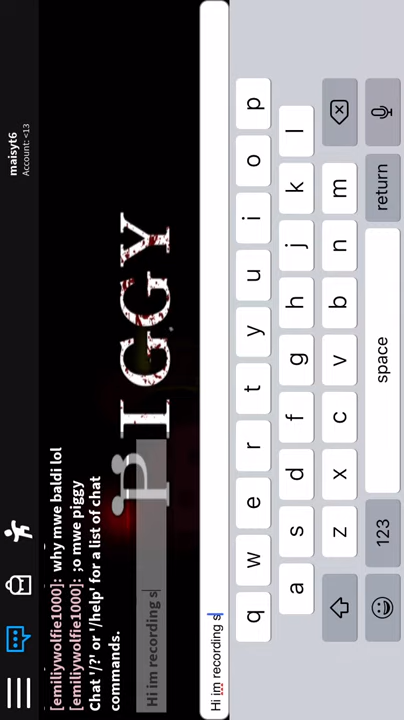 maisyt6
Account: <13
[emiliywolfie1000]: why mwe baldi lol
[emiliywolfie1000]: ;o mwe piggy
Chat '/?' or '/help' for a list of chat
commands.
PIGGY
Hi im recording s
Hi im recording s
q w e r t y u i o p
a s d f g h j k l
z x c v b n m
123 space return